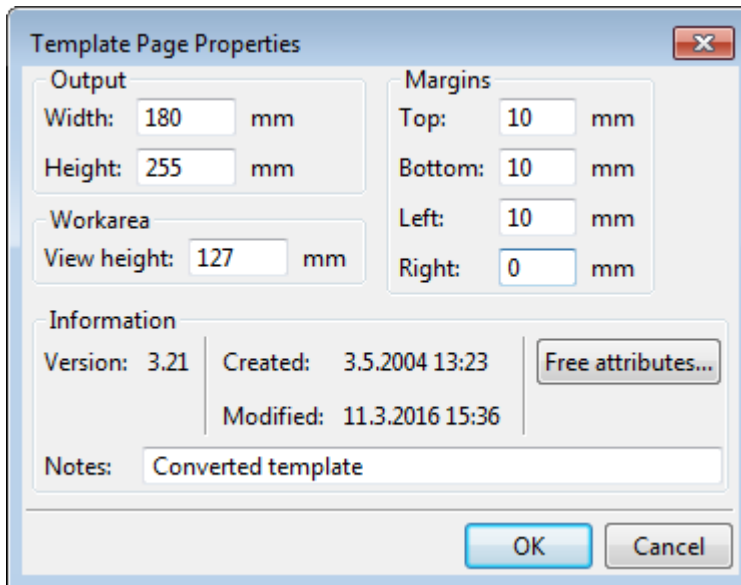 Template Page Properties
Output
Width: 180 mm
Height: 255 mm
Workarea
View height: 127 mm
Margins
Top: 10 mm
Bottom: 10 mm
Left: 10 mm
Right: 0 mm
Information
Version: 3.21
Created: 3.5.2004 13:23
Modified: 11.3.2016 15:36
Free attributes...
Notes: Converted template
OK
Cancel